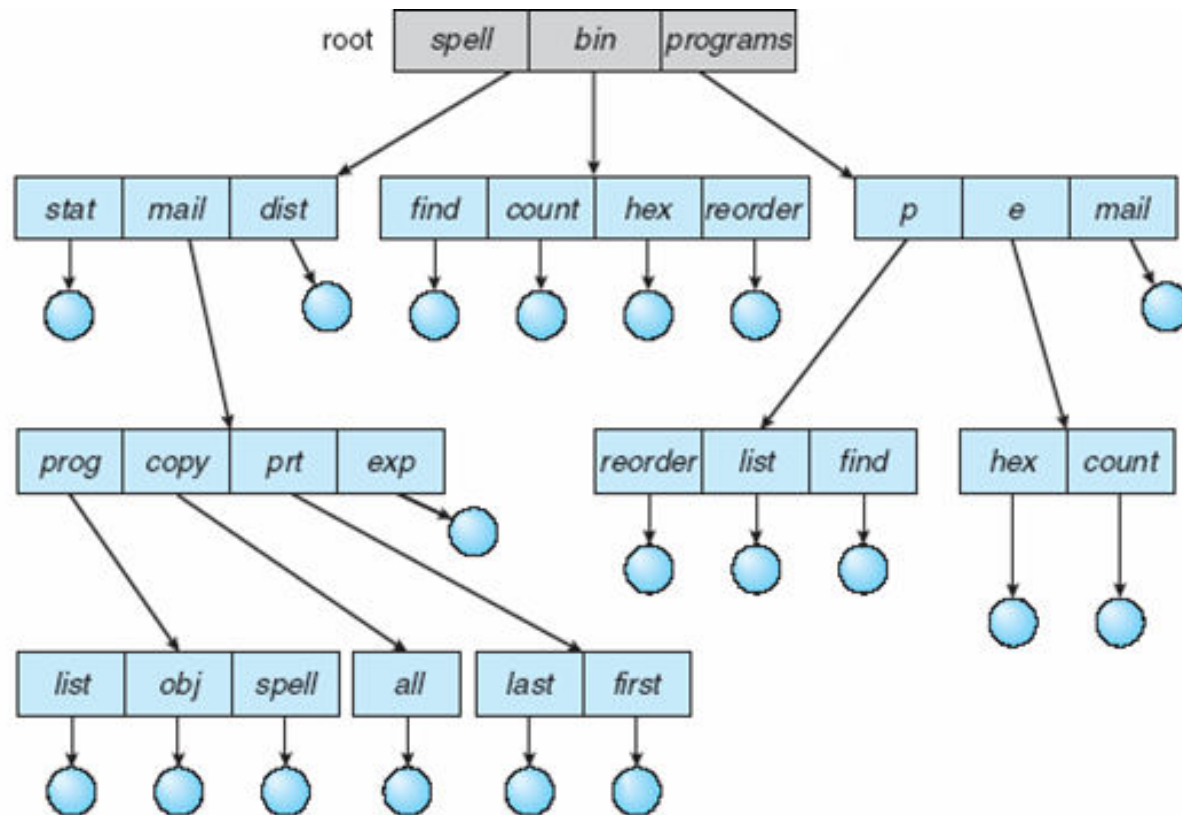 root spell bin programs
stat mail dist find count hex reorder p e mail
prog copy prt exp reorder list find hex count
list obj spell all last first